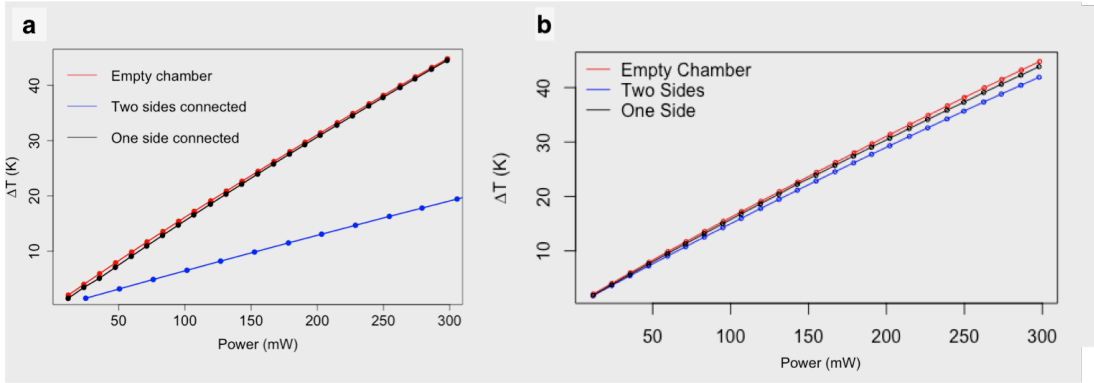 a
Empty chamber
Two sides connected
One side connected
ΔT (K)
10
20
30
40
50
100
150
200
250
300
Power (mW)
b
Empty Chamber
Two Sides
One Side
ΔT (K)
10
20
30
40
50
100
150
200
250
300
Power (mW)